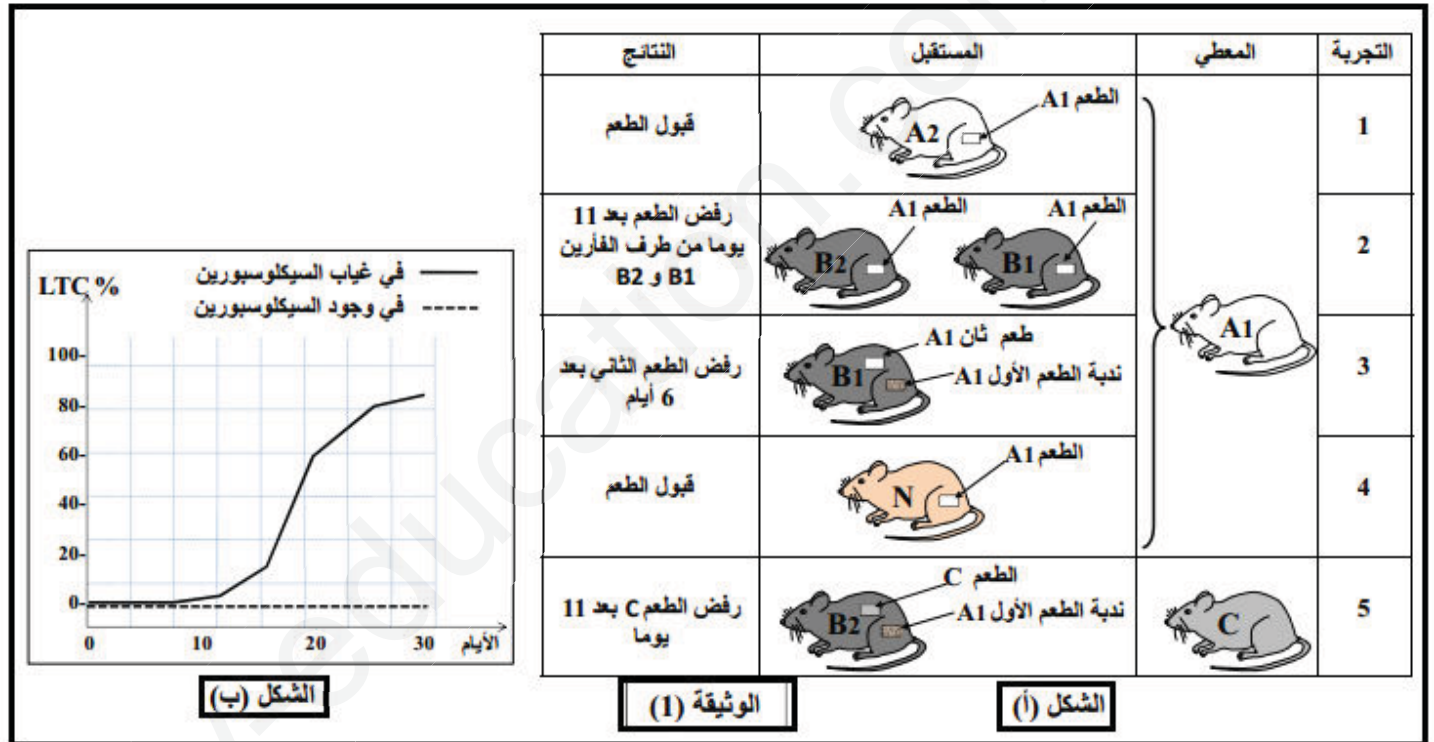 التجربة
المعطي
المستقبل
النتائج
1
الطعم A1
A2
قبول الطعم
2
الطعم A1
الطعم A1
B1
B2
رفض الطعم بعد 11
يوما من طرف الفأرين
B1 و B2
A1
3
طعم ثان A1
ندبة الطعم الأول A1
B1
رفض الطعم الثاني بعد
6 أيام
4
الطعم A1
N
قبول الطعم
5
C
الطعم C
ندبة الطعم الأول A1
B2
رفض الطعم C بعد 11
يوما
الشكل (أ)
الوثيقة (1)
LTC %
في غياب السيكلوسبورين
في وجود السيكلوسبورين
100
80
60
40
20
0
0 10 20 30 الأيام
الشكل (ب)